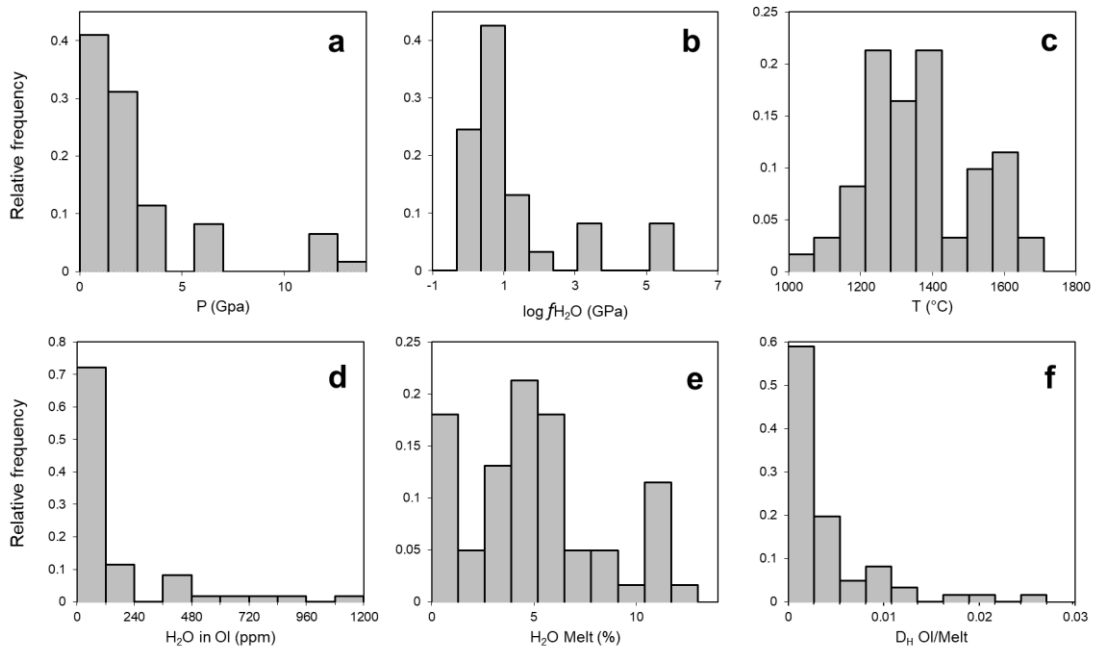 a
0.4
0.3
0.2
0.1
0
0 5 10
P (Gpa)
Relative frequency
b
0.4
0.3
0.2
0.1
0
-1 1 3 5 7
log fH₂O (GPa)
c
0.25
0.2
0.15
0.1
0.05
0
1000 1200 1400 1600 1800
T (°C)
d
0.8
0.7
0.6
0.5
0.4
0.3
0.2
0.1
0
0 240 480 720 960 1200
H₂O in Ol (ppm)
Relative frequency
e
0.25
0.2
0.15
0.1
0.05
0
0 5 10
H₂O Melt (%)
f
0.6
0.5
0.4
0.3
0.2
0.1
0
0 0.01 0.02 0.03
D_H Ol/Melt